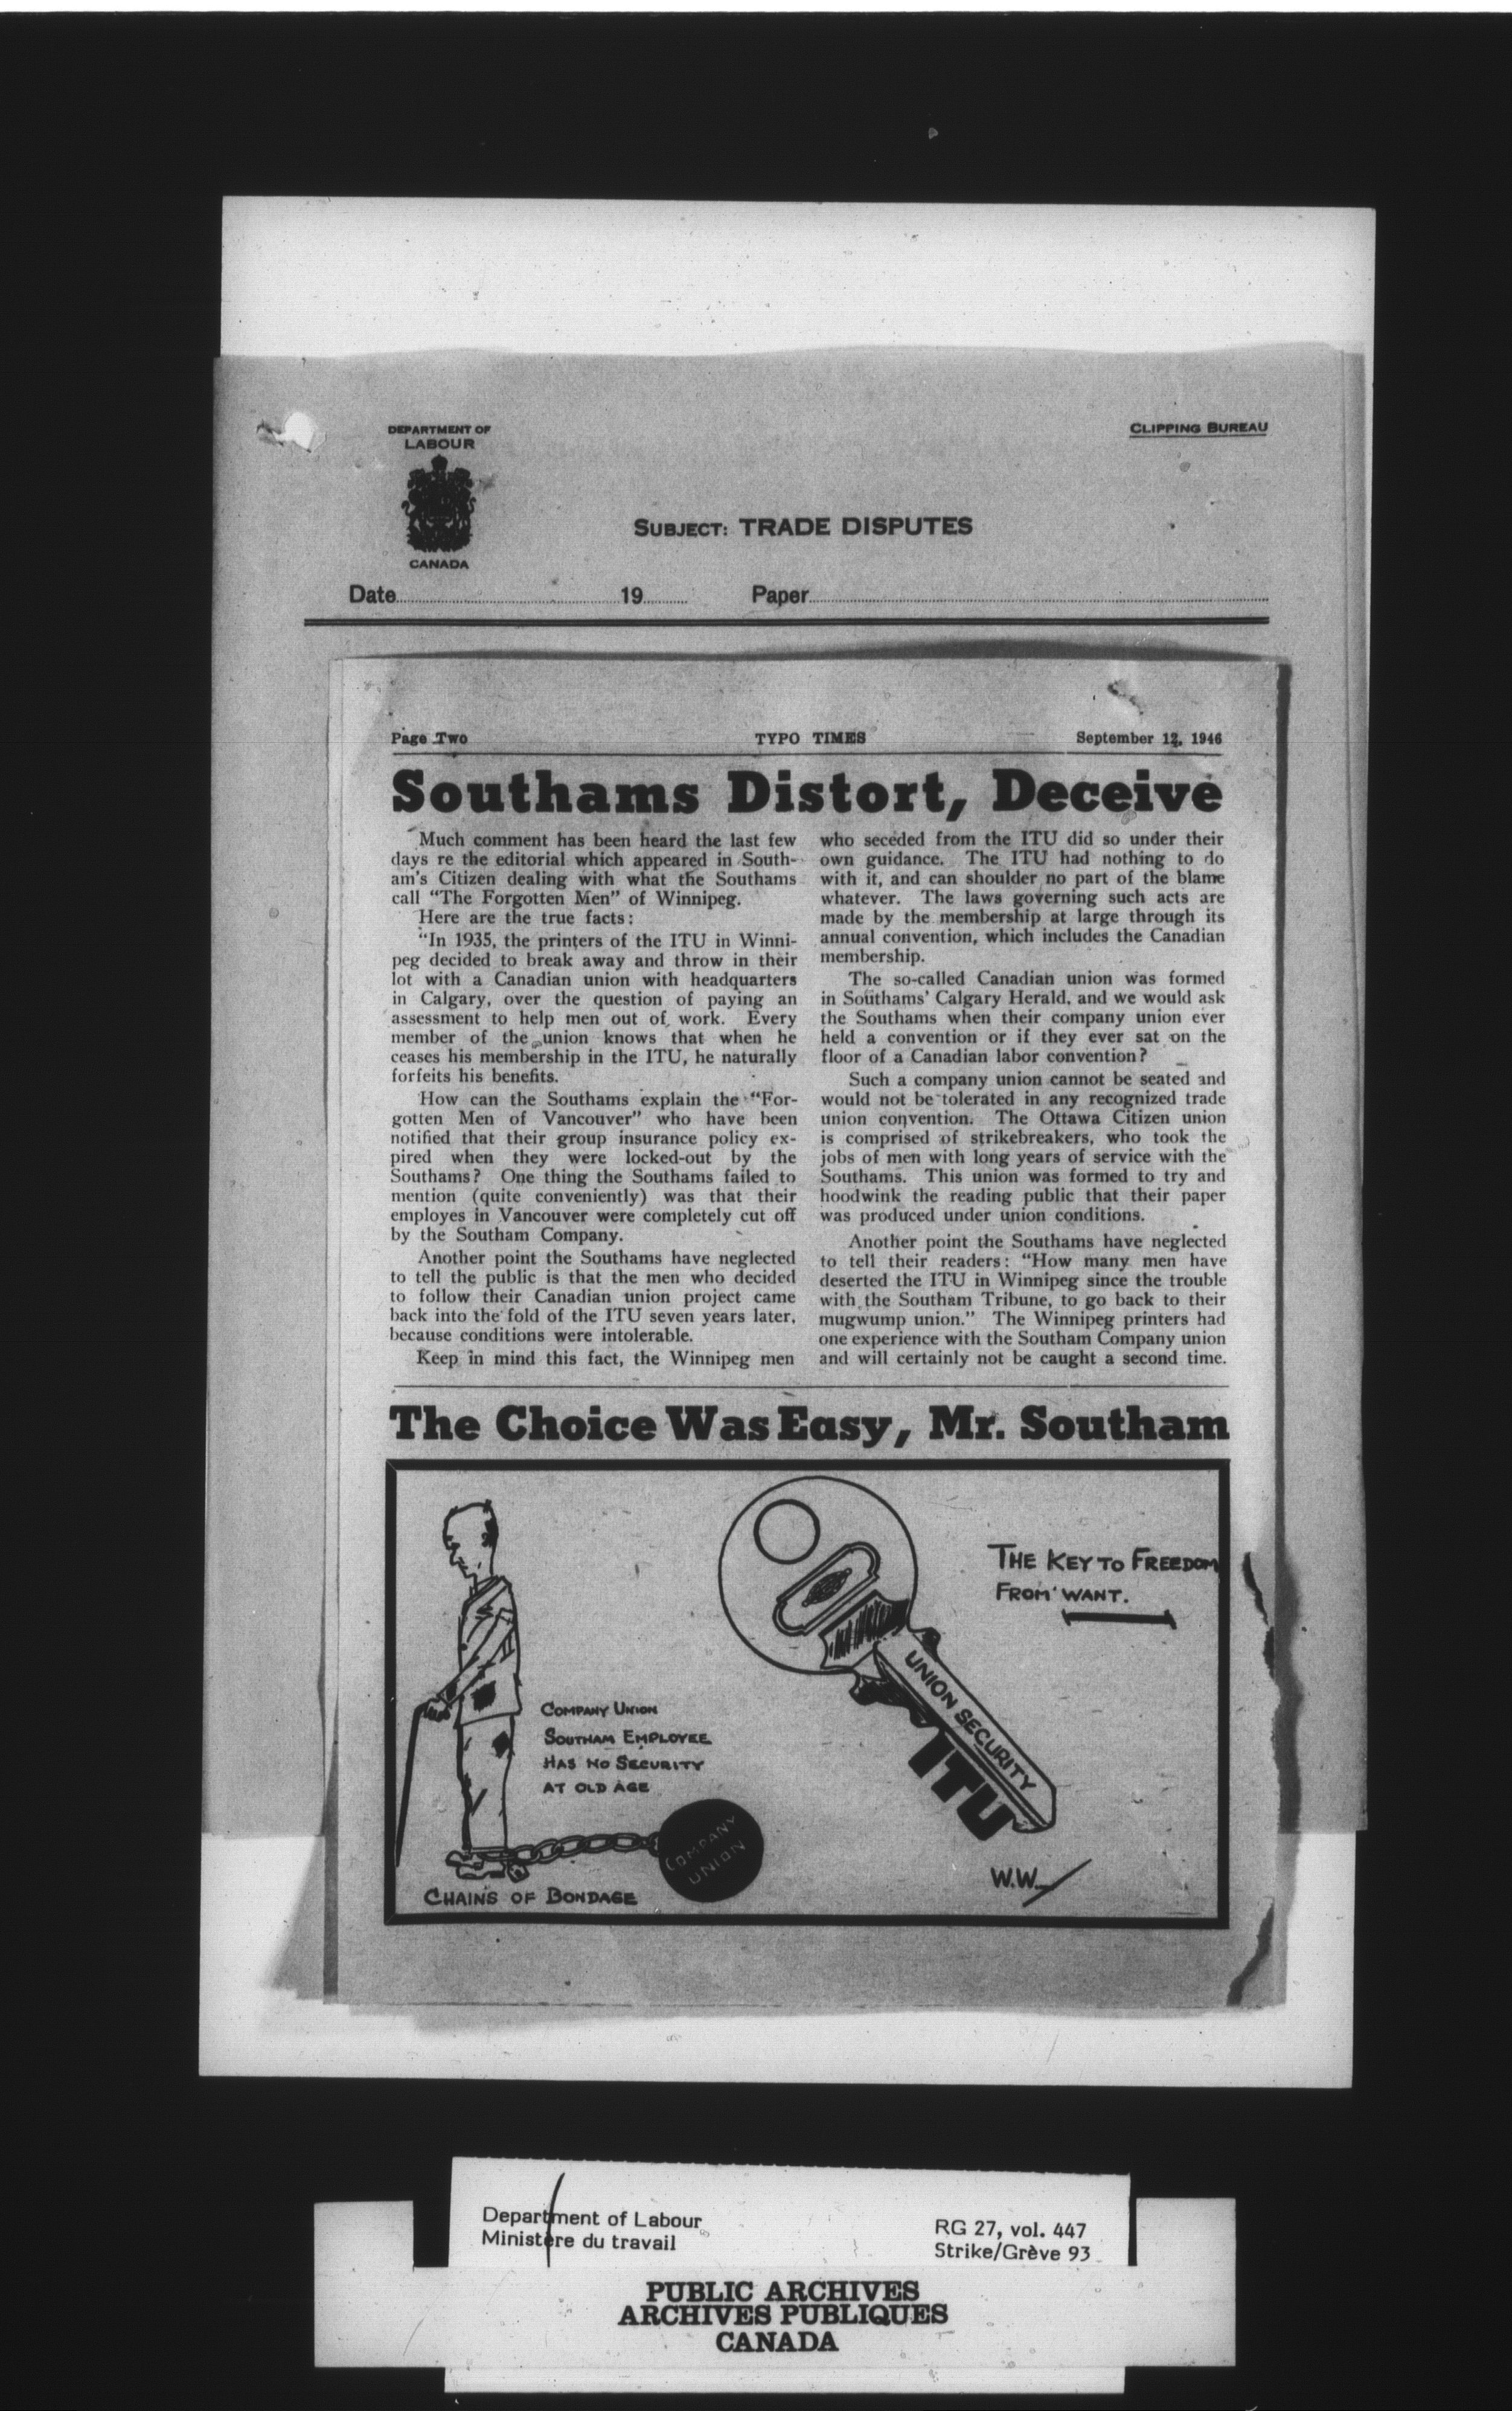 DEPARTMENT OF
LABOUR
CANADA
CLIPPING BUREAU
SUBJECT: TRADE DISPUTES
Date 19 Paper
Page Two TYPO TIMES September 12, 1946
Southams Distort, Deceive
Much comment has been heard the last few
days re the editorial which appeared in South-
am's Citizen dealing with what the Southams
call "The Forgotten Men" of Winnipeg.
Here are the true facts:
"In 1935, the printers of the ITU in Winni-
peg decided to break away and throw in their
lot with a Canadian union with headquarters
in Calgary, over the question of paying an
assessment to help men out of work. Every
member of the union knows that when he
ceases his membership in the ITU, he naturally
forfeits his benefits.
How can the Southams explain the "For-
gotten Men of Vancouver" who have been
notified that their group insurance policy ex-
pired when they were locked-out by the
Southams? One thing the Southams failed to
mention (quite conveniently) was that their
employes in Vancouver were completely cut off
by the Southam Company.
Another point the Southams have neglected
to tell the public is that the men who decided
to follow their Canadian union project came
back into the fold of the ITU seven years later,
because conditions were intolerable.
Keep in mind this fact, the Winnipeg men
who seceded from the ITU did so under their
own guidance. The ITU had nothing to do
with it, and can shoulder no part of the blame
whatever. The laws governing such acts are
made by the membership at large through its
annual convention, which includes the Canadian
membership.
The so-called Canadian union was formed
in Southams' Calgary Herald, and we would ask
the Southams when their company union ever
held a convention or if they ever sat on the
floor of a Canadian labor convention?
Such a company union cannot be seated and
would not be tolerated in any recognized trade
union convention. The Ottawa Citizen union
is comprised of strikebreakers, who took the
jobs of men with long years of service with the
Southams. This union was formed to try and
hoodwink the reading public that their paper
was produced under union conditions.
Another point the Southams have neglected
to tell their readers: "How many men have
deserted the ITU in Winnipeg since the trouble
with the Southam Tribune, to go back to their
mugwump union." The Winnipeg printers had
one experience with the Southam Company union
and will certainly not be caught a second time.
The Choice Was Easy, Mr. Southam
THE KEY TO FREEDOM
FROM WANT.
UNION SECURITY
ITU
COMPANY UNION
SOUTHAM EMPLOYEE
HAS NO SECURITY
AT OLD AGE
COMPANY
UNION
CHAINS OF BONDAGE
W.W.
Department of Labour
Ministère du travail
RG 27, vol. 447
Strike/Grève 93
PUBLIC ARCHIVES
ARCHIVES PUBLIQUES
CANADA